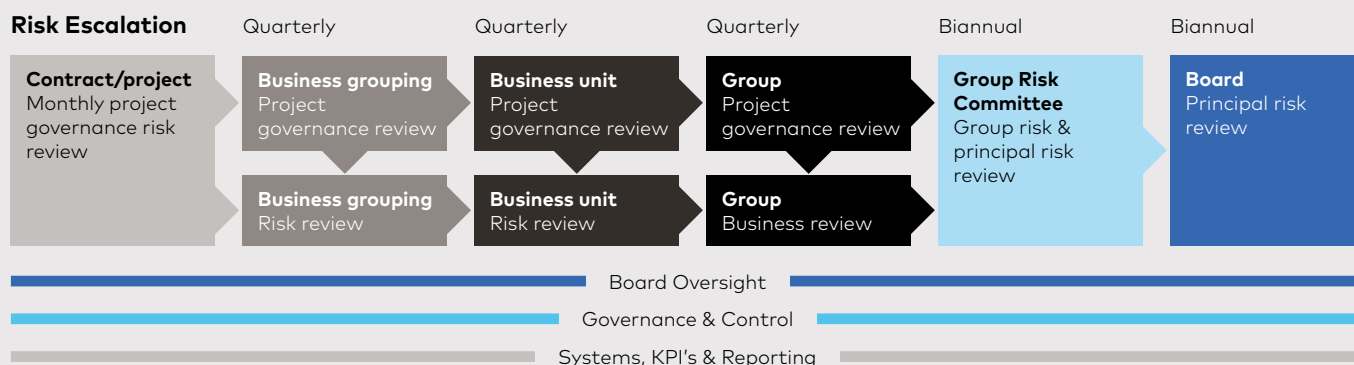 Risk Escalation
Quarterly
Quarterly
Quarterly
Biannual
Biannual
Contract/project
Monthly project
governance risk
review
Business grouping
Project
governance review
Business unit
Project
governance review
Group
Project
governance review
Group Risk
Committee
Group risk &
principal risk
review
Board
Principal risk
review
Business grouping
Risk review
Business unit
Risk review
Group
Business review
Board Oversight
Governance & Control
Systems, KPI's & Reporting